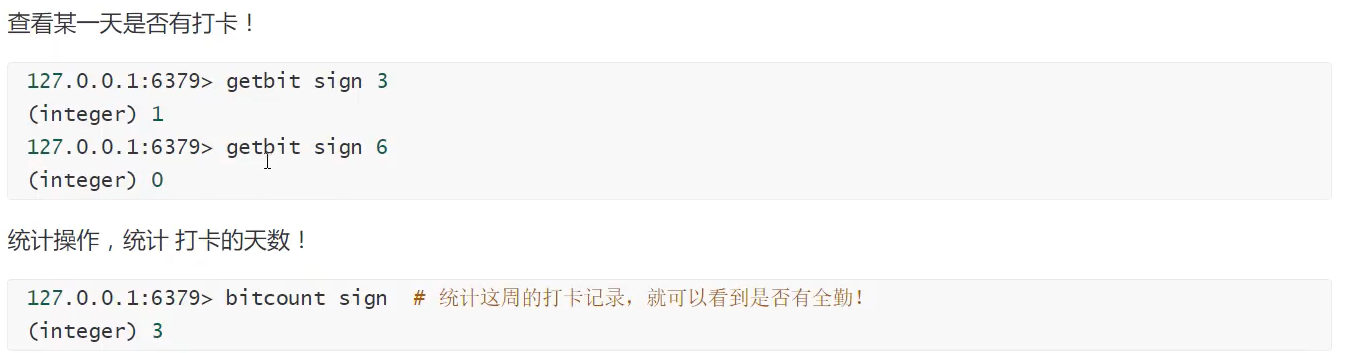 查看某一天是否有打卡！
127.0.0.1:6379> getbit sign 3
(integer) 1
127.0.0.1:6379> getbit sign 6
(integer) 0
统计操作，统计 打卡的天数！
127.0.0.1:6379> bitcount sign  # 统计这周的打卡记录，就可以看到是否有全勤！
(integer) 3